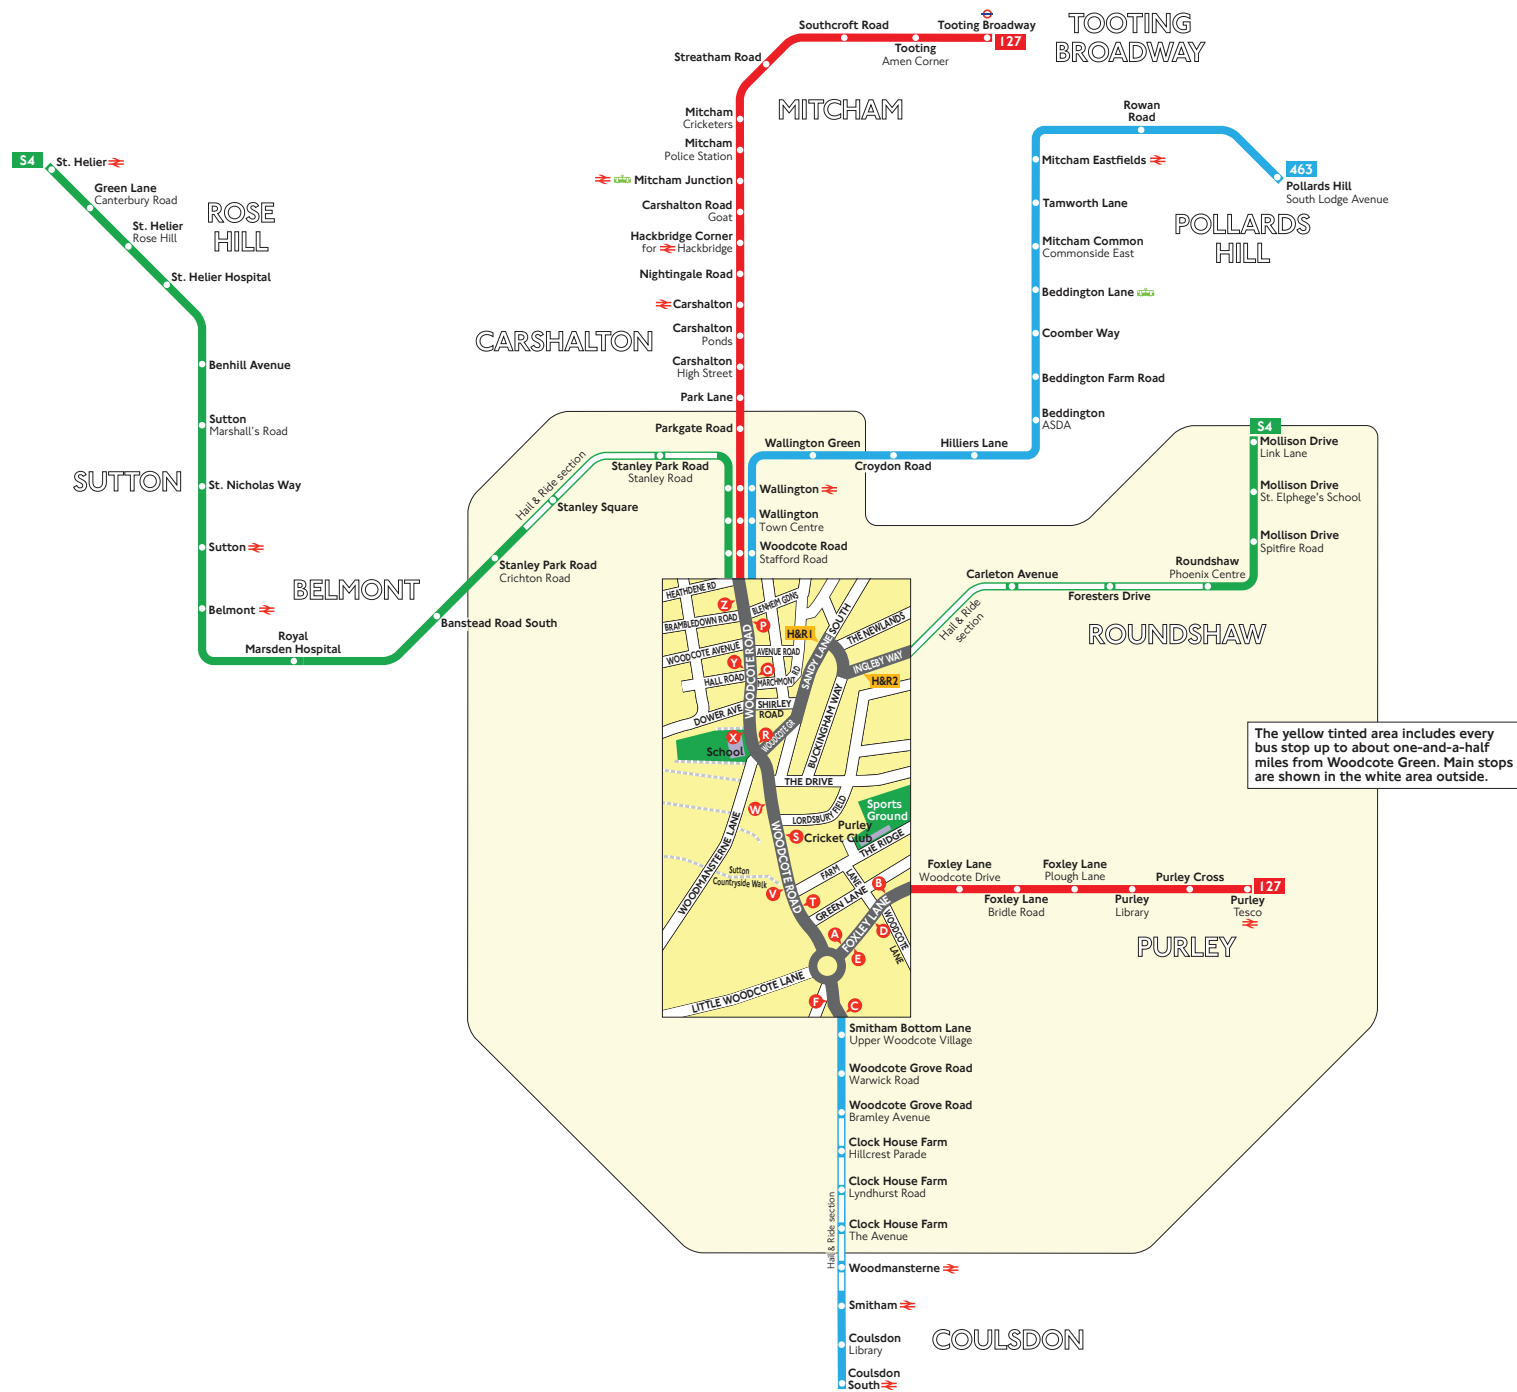 Southcroft Road
Tooting Broadway
127
TOOTING
BROADWAY
Tooting
Amen Corner
Streatham Road
MITCHAM
Mitcham
Cricketers
Mitcham
Police Station
Mitcham Junction
Carshalton Road
Goat
Hackbridge Corner
for Hackbridge
Nightingale Road
Carshalton
Carshalton
Ponds
Carshalton
High Street
Park Lane
Parkgate Road
CARSHALTON
Rowan
Road
463
Pollards Hill
South Lodge Avenue
POLLARDS
HILL
Mitcham Eastfields
Tamworth Lane
Mitcham Common
Commonside East
Beddington Lane
Coomber Way
Beddington Farm Road
Beddington
ASDA
Hilliers Lane
Croydon Road
Wallington Green
Wallington
Wallington
Town Centre
Woodcote Road
Stafford Road
S4
St. Helier
Green Lane
Canterbury Road
St. Helier
Rose Hill
ROSE
HILL
St. Helier Hospital
Benhill Avenue
Sutton
Marshall's Road
SUTTON
St. Nicholas Way
Sutton
Belmont
BELMONT
Royal
Marsden Hospital
Banstead Road South
Stanley Park Road
Crichton Road
Stanley Square
Hail & Ride section
Stanley Park Road
Stanley Road
S4
Mollison Drive
Link Lane
Mollison Drive
St. Elphege's School
Mollison Drive
Spitfire Road
Roundshaw
Phoenix Centre
Foresters Drive
Carleton Avenue
Hail & Ride
section
ROUNDSHAW
The yellow tinted area includes every
bus stop up to about one-and-a-half
miles from Woodcote Green. Main stops
are shown in the white area outside.
HEATHDENE RD
Z
BLENHEIM GDNS
BRAMBLEDOWN ROAD
P
H&R1
SANDY LANE SOUTH
THE NEWLANDS
WOODCOTE AVENUE
AVENUE ROAD
WOODCOTE ROAD
Y
Q
INGLEBY WAY
H&R2
HALL ROAD
MARCHMONT
RD
DOWER AVE
SHIRLEY
ROAD
BUCKINGHAM WAY
X
R
WOODCOTE GR
School
THE DRIVE
W
LORDSBURY FIELD
Sports
Ground
S
Purley
Cricket Club
THE RIDGE
WOODMANSTERNE LANE
WOODCOTE ROAD
Sutton
Countryside Walk
FARM
LANE
V
T
B
GREEN LANE
FOXLEY LANE
A
D
E
WOODCOTE
LANE
LITTLE WOODCOTE LANE
F
C
Foxley Lane
Woodcote Drive
Foxley Lane
Bridle Road
Foxley Lane
Plough Lane
Purley
Library
Purley Cross
127
Purley
Tesco
PURLEY
Smitham Bottom Lane
Upper Woodcote Village
Woodcote Grove Road
Warwick Road
Woodcote Grove Road
Bramley Avenue
Clock House Farm
Hillcrest Parade
Clock House Farm
Lyndhurst Road
Clock House Farm
The Avenue
Hail & Ride section
Woodmansterne
Smitham
Coulsdon
Library
Coulsdon
South
COULSDON